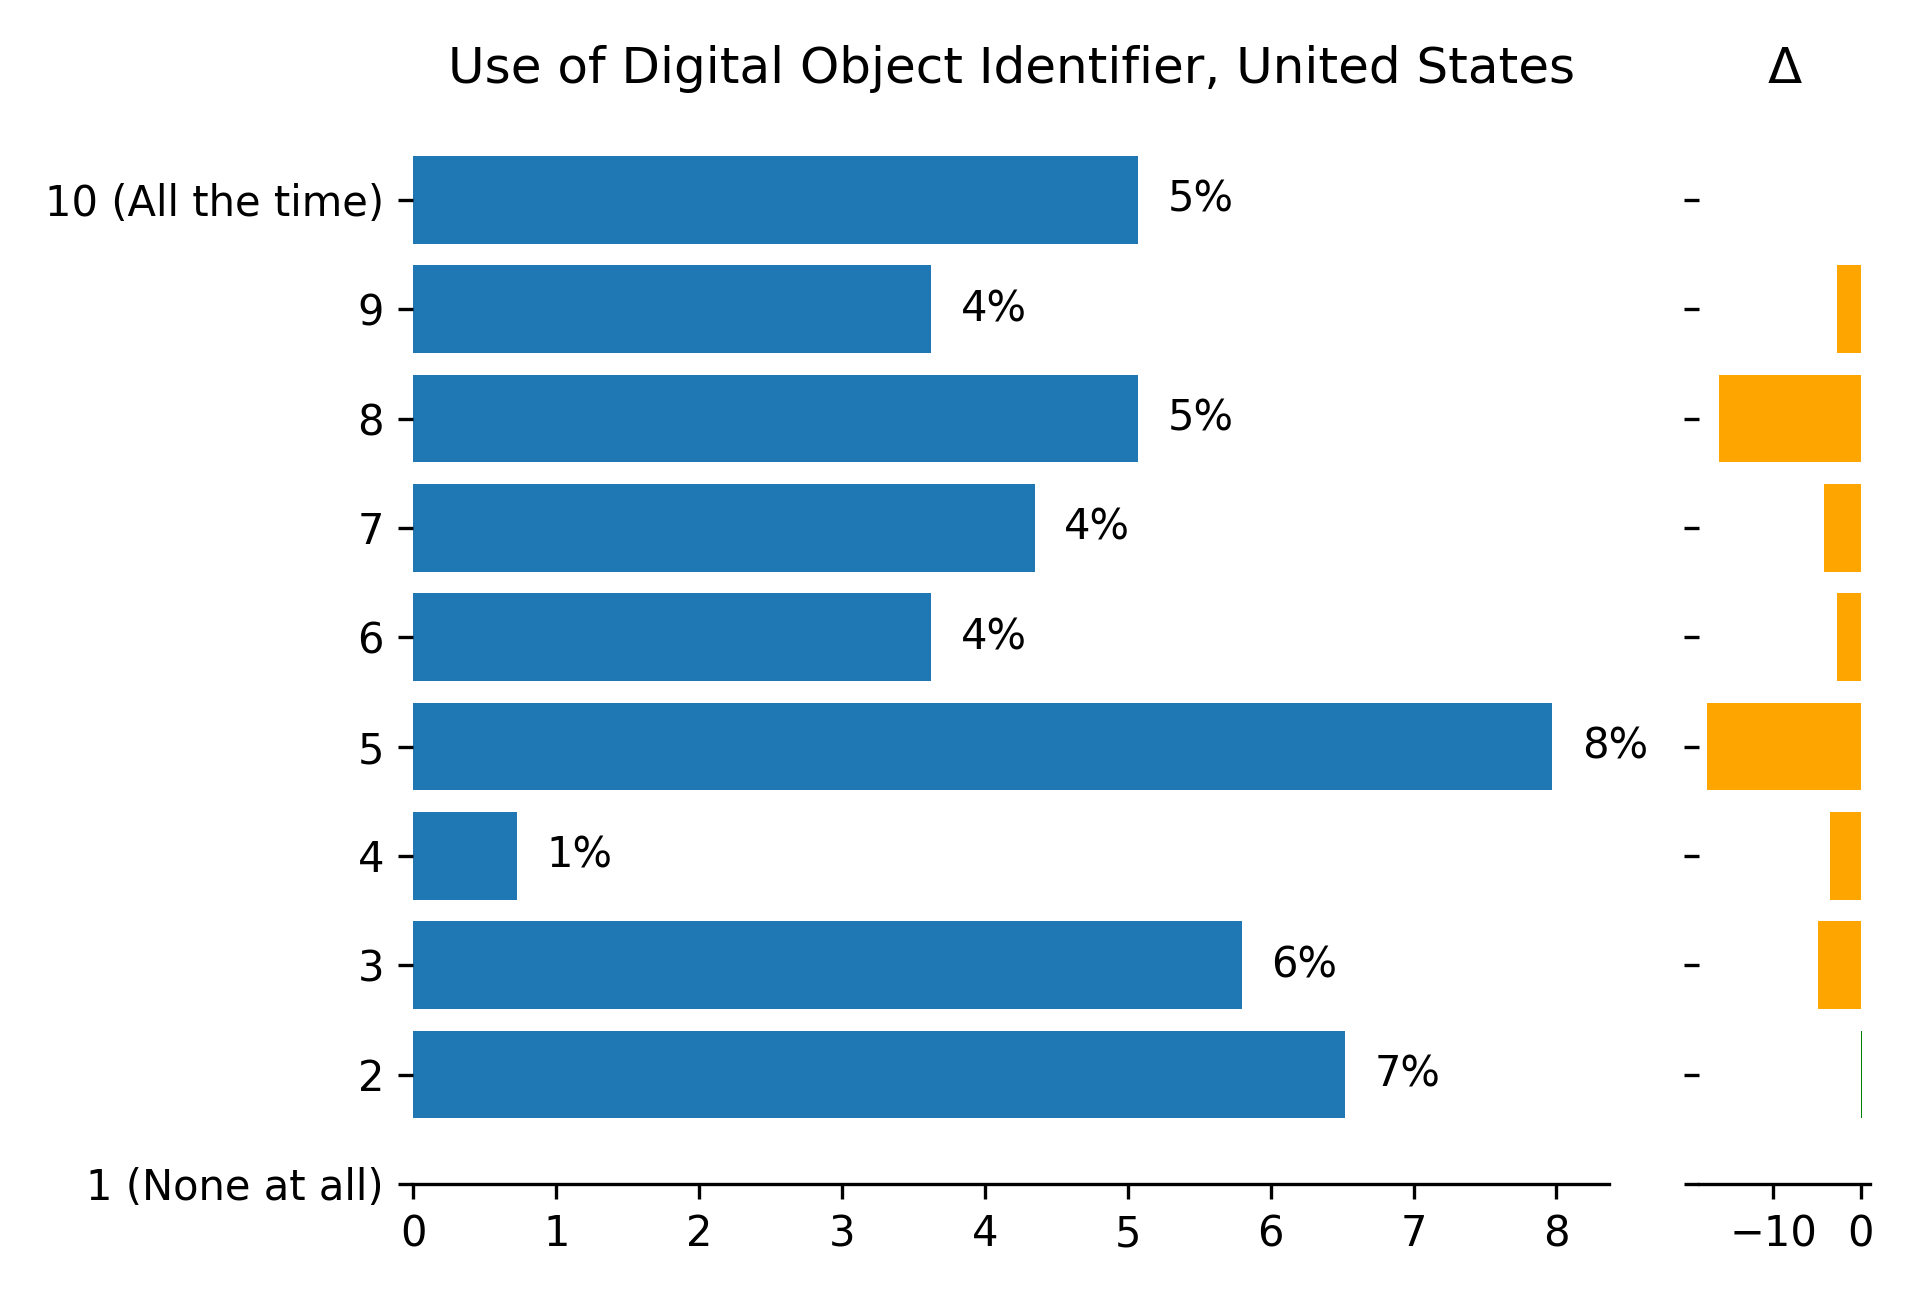 Use of Digital Object Identifier, United States Δ
10 (All the time) 5%
9 4%
8 5%
7 4%
6 4%
5 8%
4 1%
3 6%
2 7%
1 (None at all)
0 1 2 3 4 5 6 7 8 −10 0